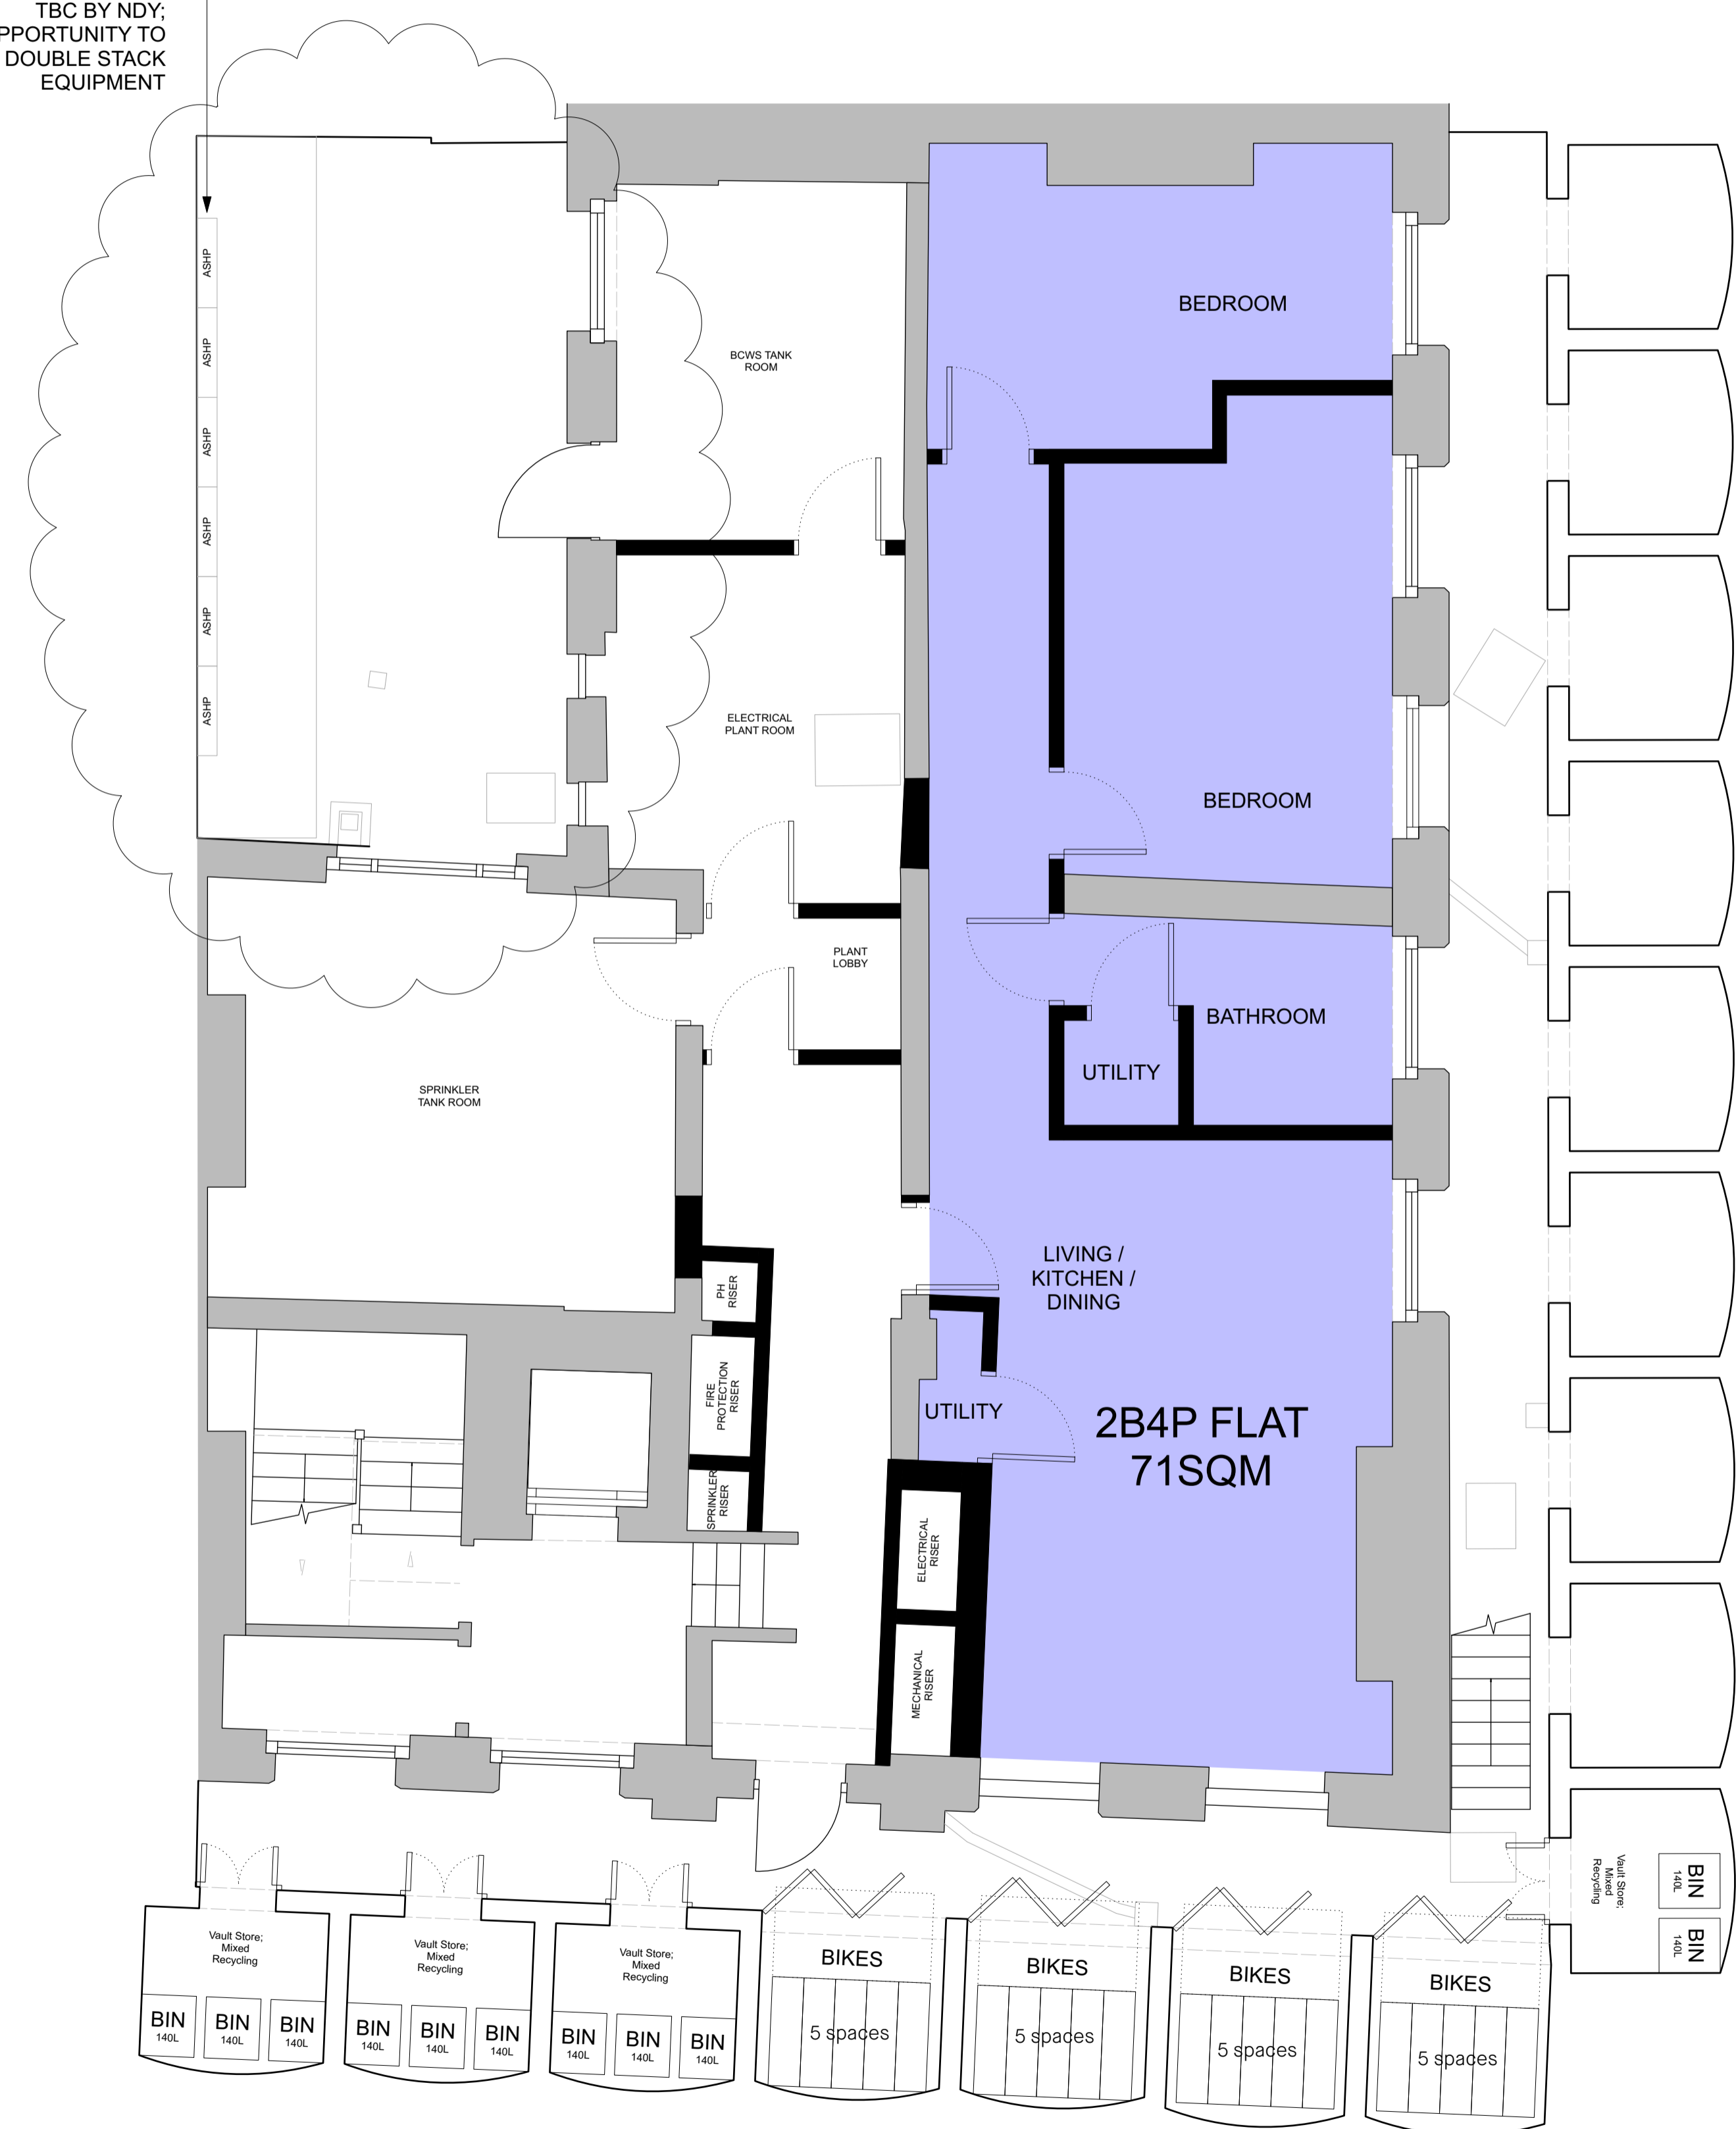 TBC BY NDY;
PPORTUNITY TO
DOUBLE STACK
EQUIPMENT
ASHP
ASHP
ASHP
ASHP
ASHP
ASHP
BCWS TANK
ROOM
BEDROOM
ELECTRICAL
PLANT ROOM
BEDROOM
PLANT
LOBBY
BATHROOM
UTILITY
SPRINKLER
TANK ROOM
PH
RISER
LIVING /
KITCHEN /
DINING
FIRE
PROTECTION
RISER
UTILITY
2B4P FLAT
71SQM
SPRINKLER
RISER
ELECTRICAL
RISER
MECHANICAL
RISER
Vault Store;
Mixed
Recycling
BIN
140L
BIN
140L
Vault Store;
Mixed
Recycling
BIN
140L
BIN
140L
BIN
140L
Vault Store;
Mixed
Recycling
BIN
140L
BIN
140L
BIN
140L
Vault Store;
Mixed
Recycling
BIN
140L
BIN
140L
BIN
140L
BIKES
5 spaces
BIKES
5 spaces
BIKES
5 spaces
BIKES
5 spaces